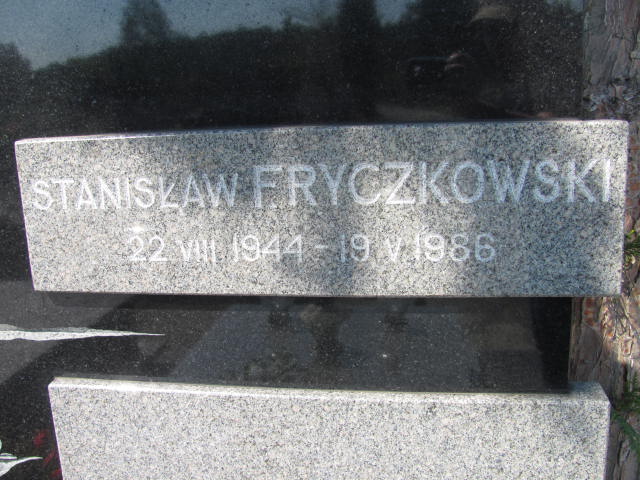 STANISŁAW FRYCZKOWSKI
22 VIII 1944 - 19 V 1986